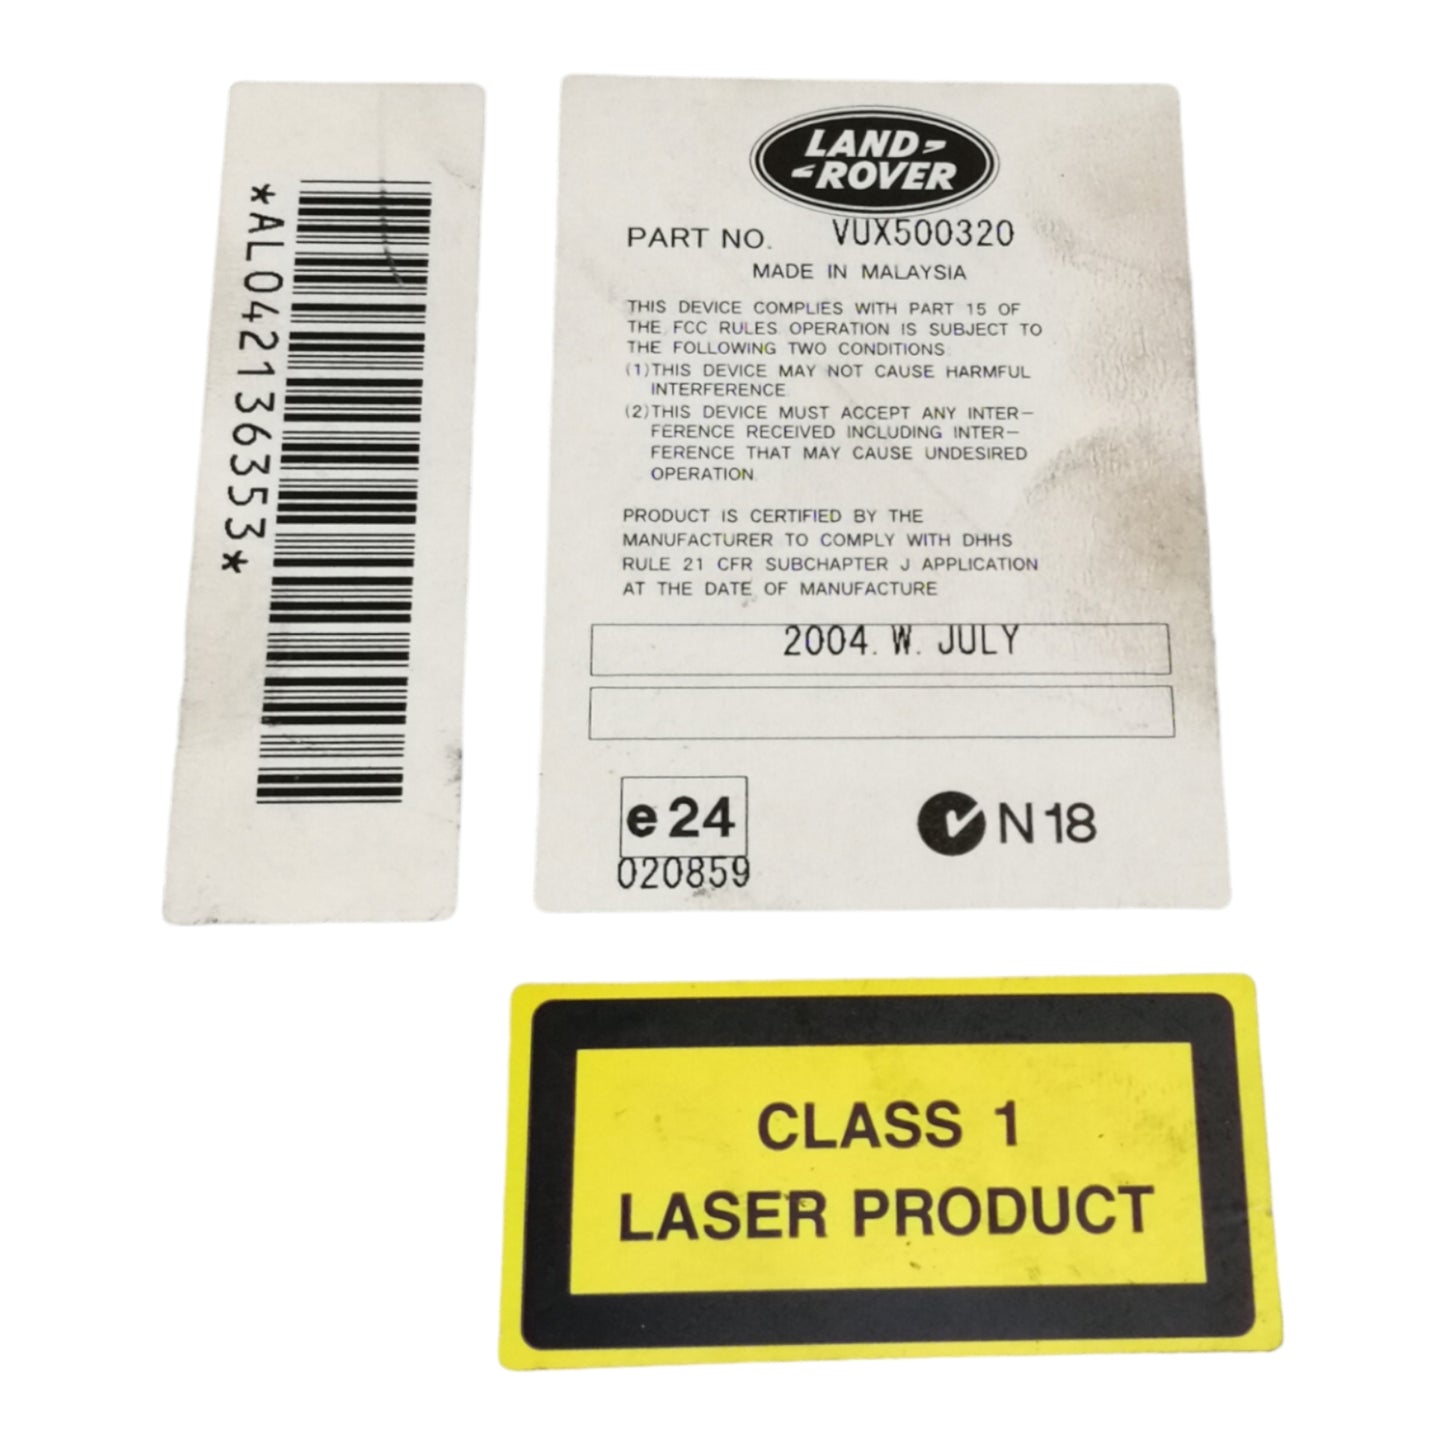 *AL04213653*
LAND
ROVER
PART NO. VUX500320
MADE IN MALAYSIA
THIS DEVICE COMPLIES WITH PART 15 OF
THE FCC RULES OPERATION IS SUBJECT TO
THE FOLLOWING TWO CONDITIONS
(1)THIS DEVICE MAY NOT CAUSE HARMFUL
INTERFERENCE
(2)THIS DEVICE MUST ACCEPT ANY INTER-
FERENCE RECEIVED INCLUDING INTER-
FERENCE THAT MAY CAUSE UNDESIRED
OPERATION
PRODUCT IS CERTIFIED BY THE
MANUFACTURER TO COMPLY WITH DHHS
RULE 21 CFR SUBCHAPTER J APPLICATION
AT THE DATE OF MANUFACTURE
2004. W. JULY
e24
020859
N18
CLASS 1
LASER PRODUCT